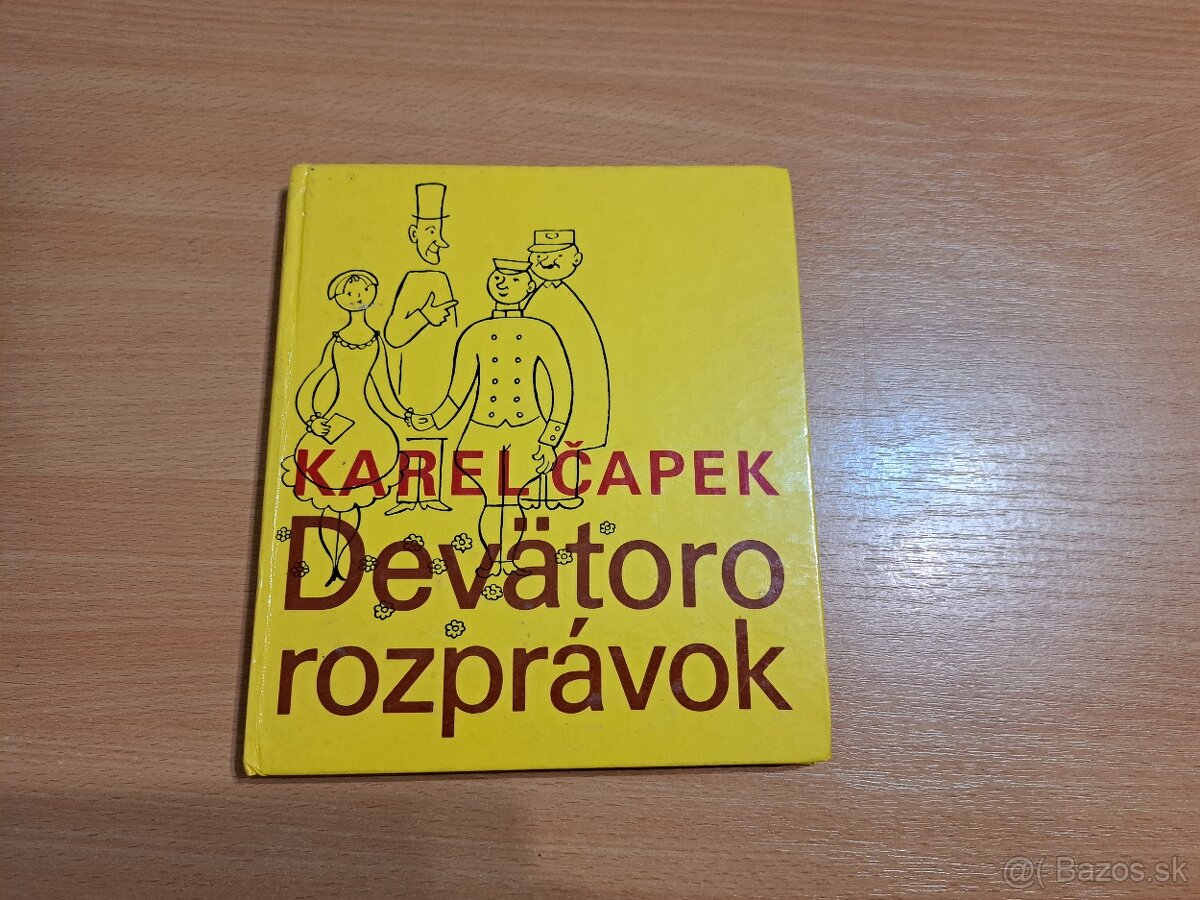 KAREL ČAPEK
Devätoro
rozprávok
@( Bazos.sk